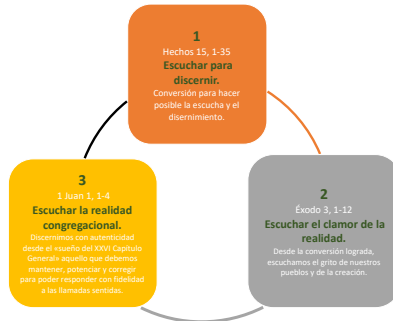 1
Hechos 15, 1-35
Escuchar para
discernir.
Conversión para hacer
posible la escucha y el
disernimiento.
2
Éxodo 3, 1-12
Escuchar el clamor de la
realidad.
Desde la conversión lograda,
escuchamos el grito de nuestros
pueblos y de la creación.
3
1 Juan 1, 1-4
Escuchar la realidad
congregacional.
Discernimos con autenticidad
desde el «sueño del XXVI Capítulo
General» aquello que debemos
mantener, potenciar y corregir
para poder responder con fidelidad
a las llamadas sentidas.